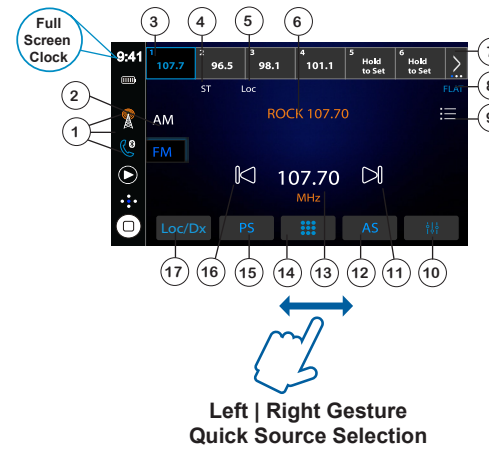 Full
Screen
Clock
3 4 5 6
7
8
9
2
1
9:41
1 107.7
2 96.5
3 98.1
4 101.1
5 Hold to Set
6 Hold to Set
ST Loc FLAT
AM ROCK 107.70
FM
107.70
MHz
Loc/Dx PS AS
17 16 15 14 13 12 11 10
Left | Right Gesture
Quick Source Selection